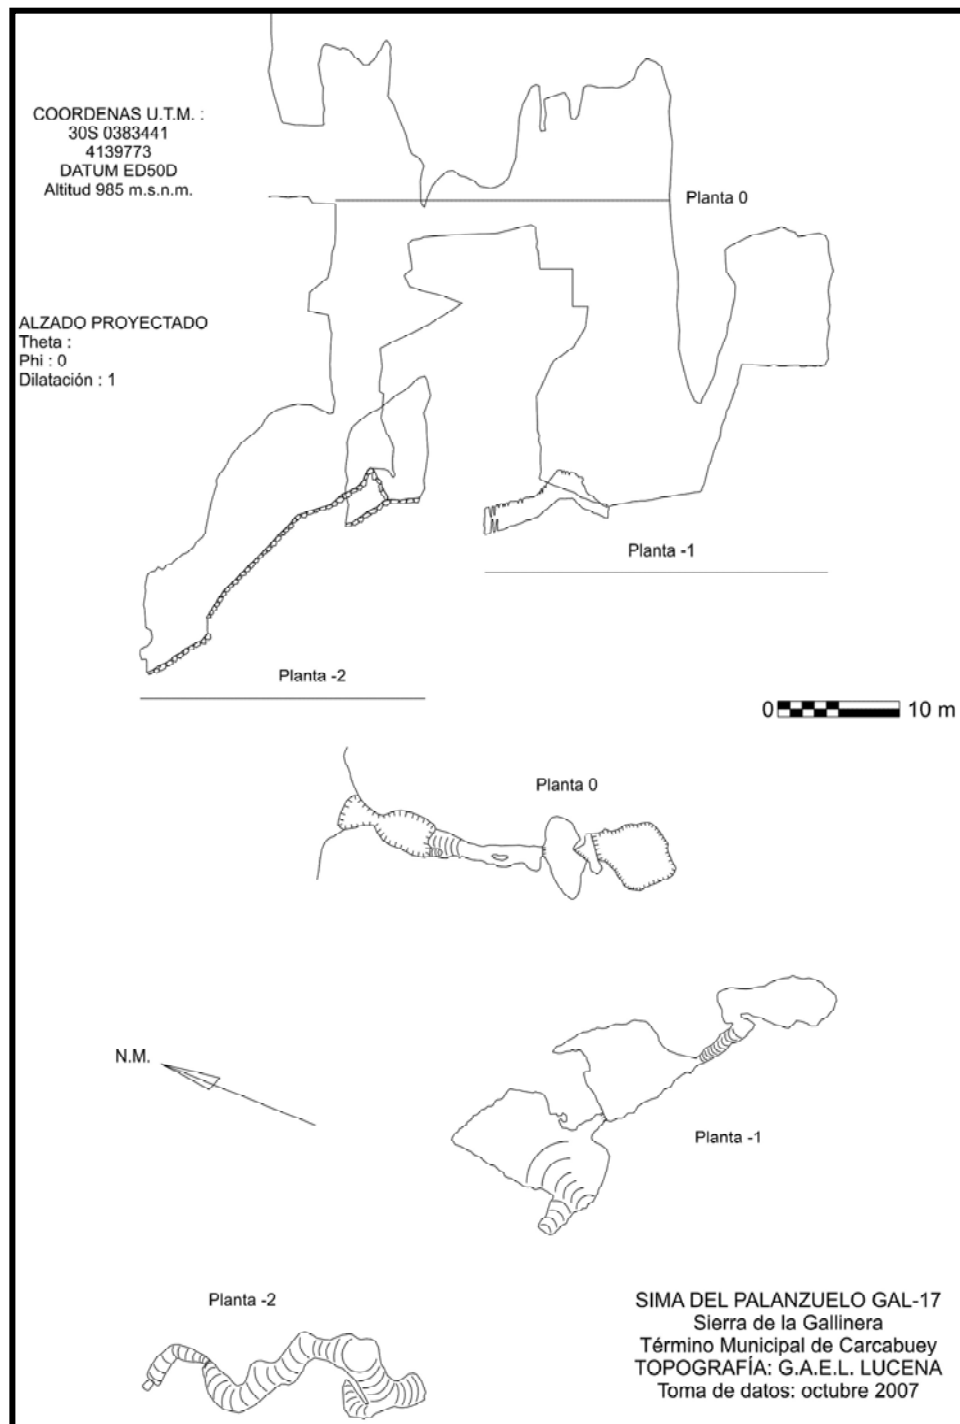 COORDENAS U.T.M. :
30S 0383441
4139773
DATUM ED50D
Altitud 985 m.s.n.m.
Planta 0
ALZADO PROYECTADO
Theta :
Phi : 0
Dilatación : 1
Planta -1
Planta -2
0 10 m
Planta 0
N.M.
Planta -1
Planta -2
SIMA DEL PALANZUELO GAL-17
Sierra de la Gallinera
Término Municipal de Carcabuey
TOPOGRAFÍA: G.A.E.L. LUCENA
Toma de datos: octubre 2007